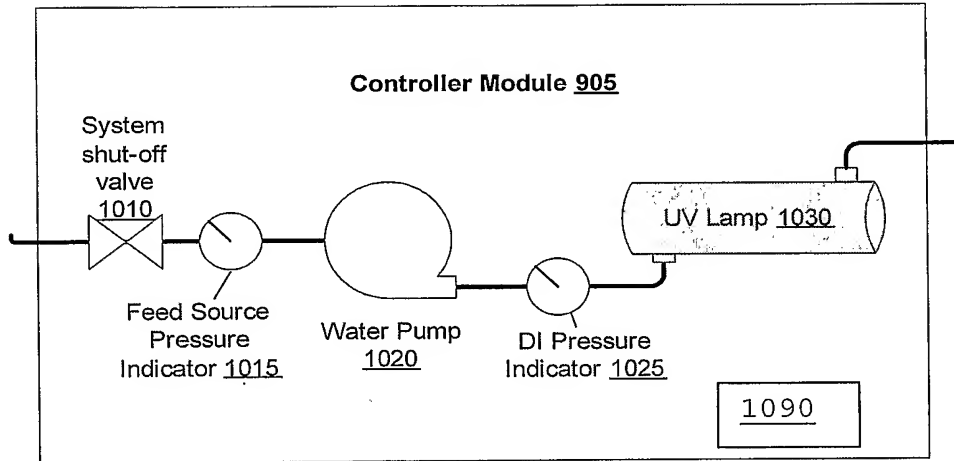 Controller Module 905
System
shut-off
valve
1010
UV Lamp 1030
Feed Source
Pressure
Indicator 1015
Water Pump
1020
DI Pressure
Indicator 1025
1090